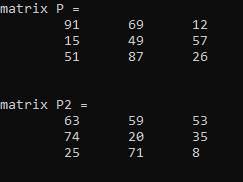 matrix P =
91 69 12
15 49 57
51 87 26
matrix P2 =
63 59 53
74 20 35
25 71 8